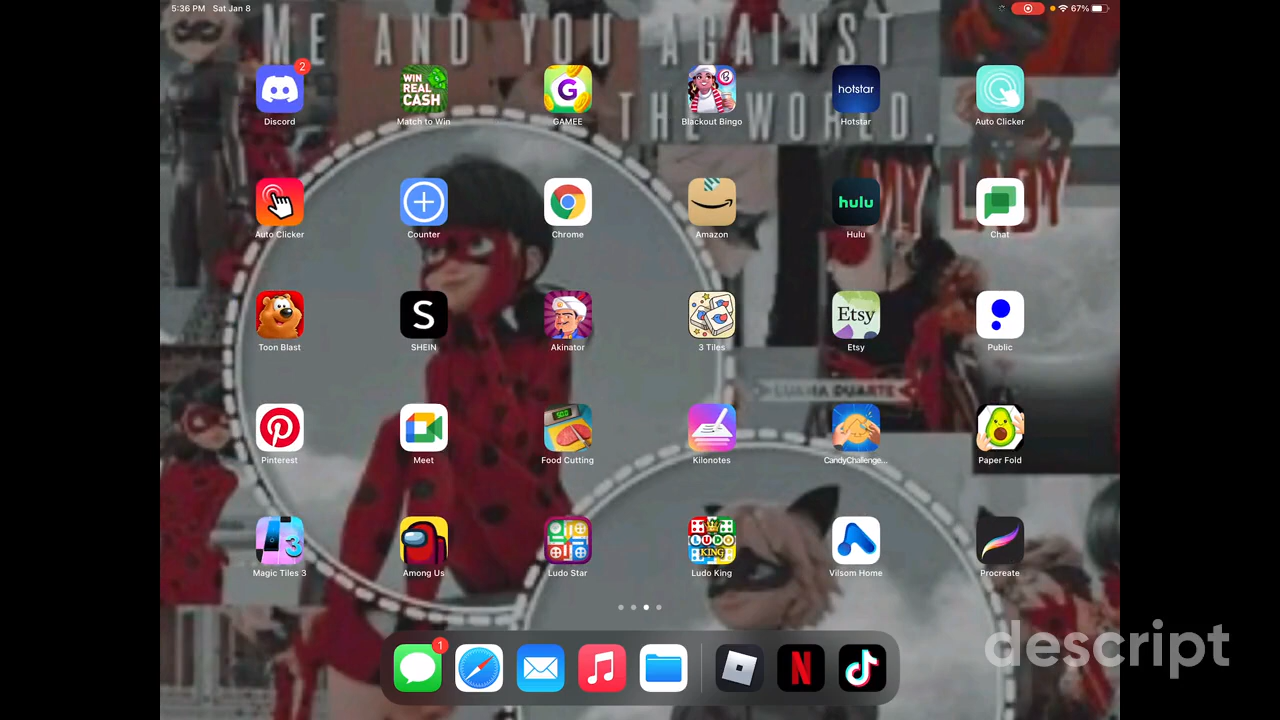 5:36 PM Sat Jan 8
67%
ME AND YOU AGAINST
THE WORLD.
2
WIN
REAL
CASH
G
B
hotstar
Discord
Match to Win
GAMEE
Blackout Bingo
Hotstar
Auto Clicker
MY LADY
hulu
Auto Clicker
Counter
Chrome
Amazon
Hulu
Chat
S
Etsy
Toon Blast
SHEIN
Akinator
3 Tiles
Etsy
Public
LUANA DUARTE
Pinterest
Meet
Food Cutting
Kilonotes
CandyChallenge...
Paper Fold
3
LUDO
KING
Magic Tiles 3
Among Us
Ludo Star
Ludo King
Vilsom Home
Procreate
1
N
descript